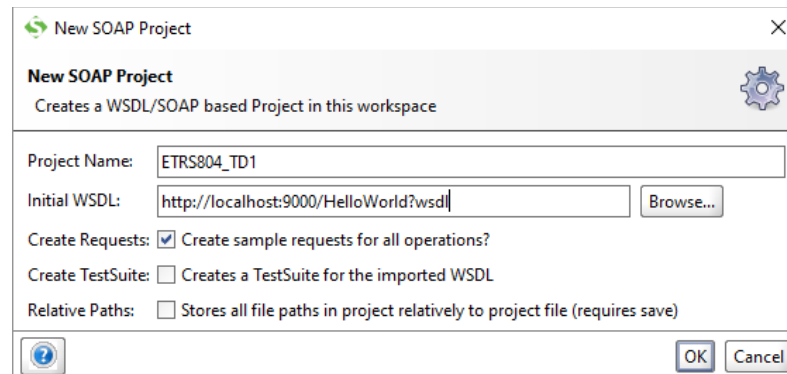 New SOAP Project
New SOAP Project
Creates a WSDL/SOAP based Project in this workspace
Project Name: ETRS804_TD1
Initial WSDL: http://localhost:9000/HelloWorld?wsdl Browse...
Create Requests: Create sample requests for all operations?
Create TestSuite: Creates a TestSuite for the imported WSDL
Relative Paths: Stores all file paths in project relatively to project file (requires save)
? OK Cancel